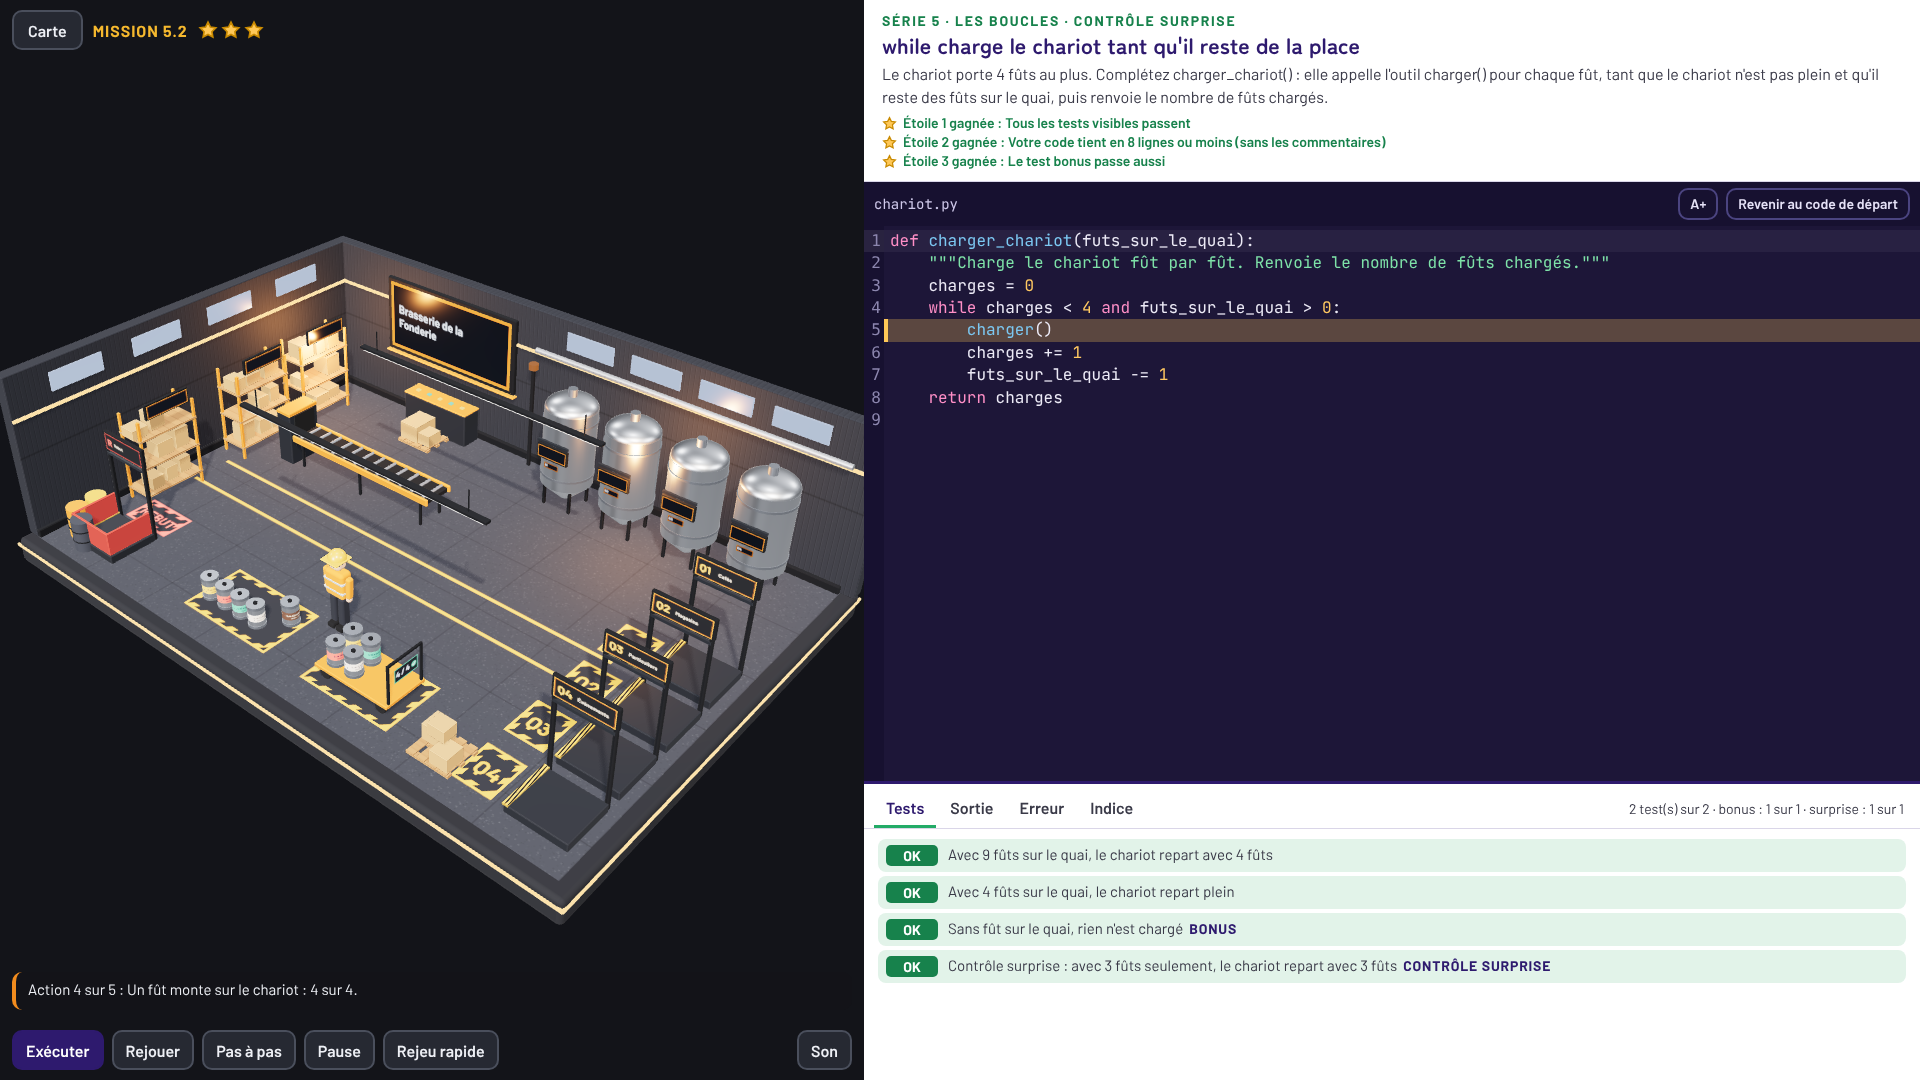 Carte
MISSION 5.2
Brasserie de la
Fonderie
01
02 Magasins
03 Particuliers
04
02
03
04
4/4
Action 4 sur 5 : Un fût monte sur le chariot : 4 sur 4.
Exécuter
Rejouer
Pas à pas
Pause
Rejeu rapide
Son
SÉRIE 5 · LES BOUCLES · CONTRÔLE SURPRISE
while charge le chariot tant qu'il reste de la place
Le chariot porte 4 fûts au plus. Complétez charger_chariot() : elle appelle l'outil charger() pour chaque fût, tant que le chariot n'est pas plein et qu'il
reste des fûts sur le quai, puis renvoie le nombre de fûts chargés.
Étoile 1 gagnée : Tous les tests visibles passent
Étoile 2 gagnée : Votre code tient en 8 lignes ou moins (sans les commentaires)
Étoile 3 gagnée : Le test bonus passe aussi
chariot.py
A+
Revenir au code de départ
1 def charger_chariot(futs_sur_le_quai):
2     """Charge le chariot fût par fût. Renvoie le nombre de fûts chargés."""
3     charges = 0
4     while charges < 4 and futs_sur_le_quai > 0:
5         charger()
6         charges += 1
7         futs_sur_le_quai -= 1
8     return charges
9
Tests
Sortie
Erreur
Indice
2 test(s) sur 2 · bonus : 1 sur 1 · surprise : 1 sur 1
OK Avec 9 fûts sur le quai, le chariot repart avec 4 fûts
OK Avec 4 fûts sur le quai, le chariot repart plein
OK Sans fût sur le quai, rien n'est chargé BONUS
OK Contrôle surprise : avec 3 fûts seulement, le chariot repart avec 3 fûts CONTRÔLE SURPRISE